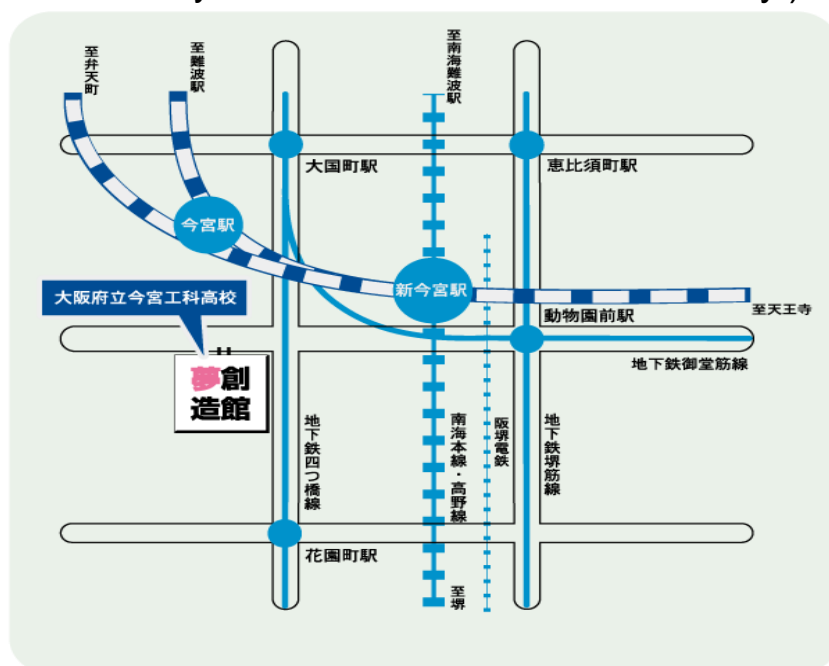 至弁天町
至難波駅
至南海難波駅
大国町駅
恵比須町駅
今宮駅
新今宮駅
大阪府立今宮工科高校
至天王寺
動物園前駅
地下鉄御堂筋線
夢創
造館
地下鉄四つ橋線
南海本線・高野線
阪堺電鉄
地下鉄堺筋線
花園町駅
至堺